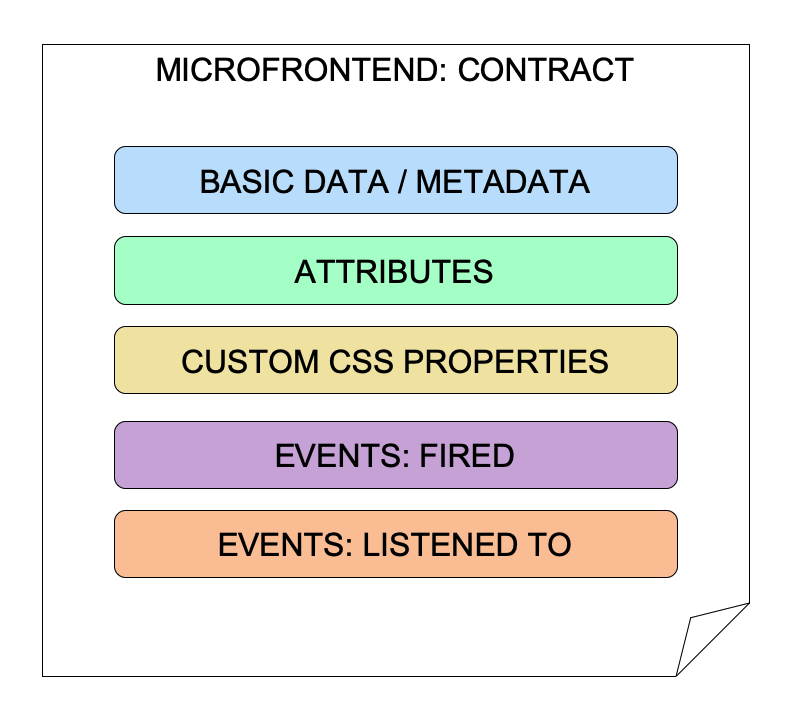 MICROFRONTEND: CONTRACT
BASIC DATA / METADATA
ATTRIBUTES
CUSTOM CSS PROPERTIES
EVENTS: FIRED
EVENTS: LISTENED TO